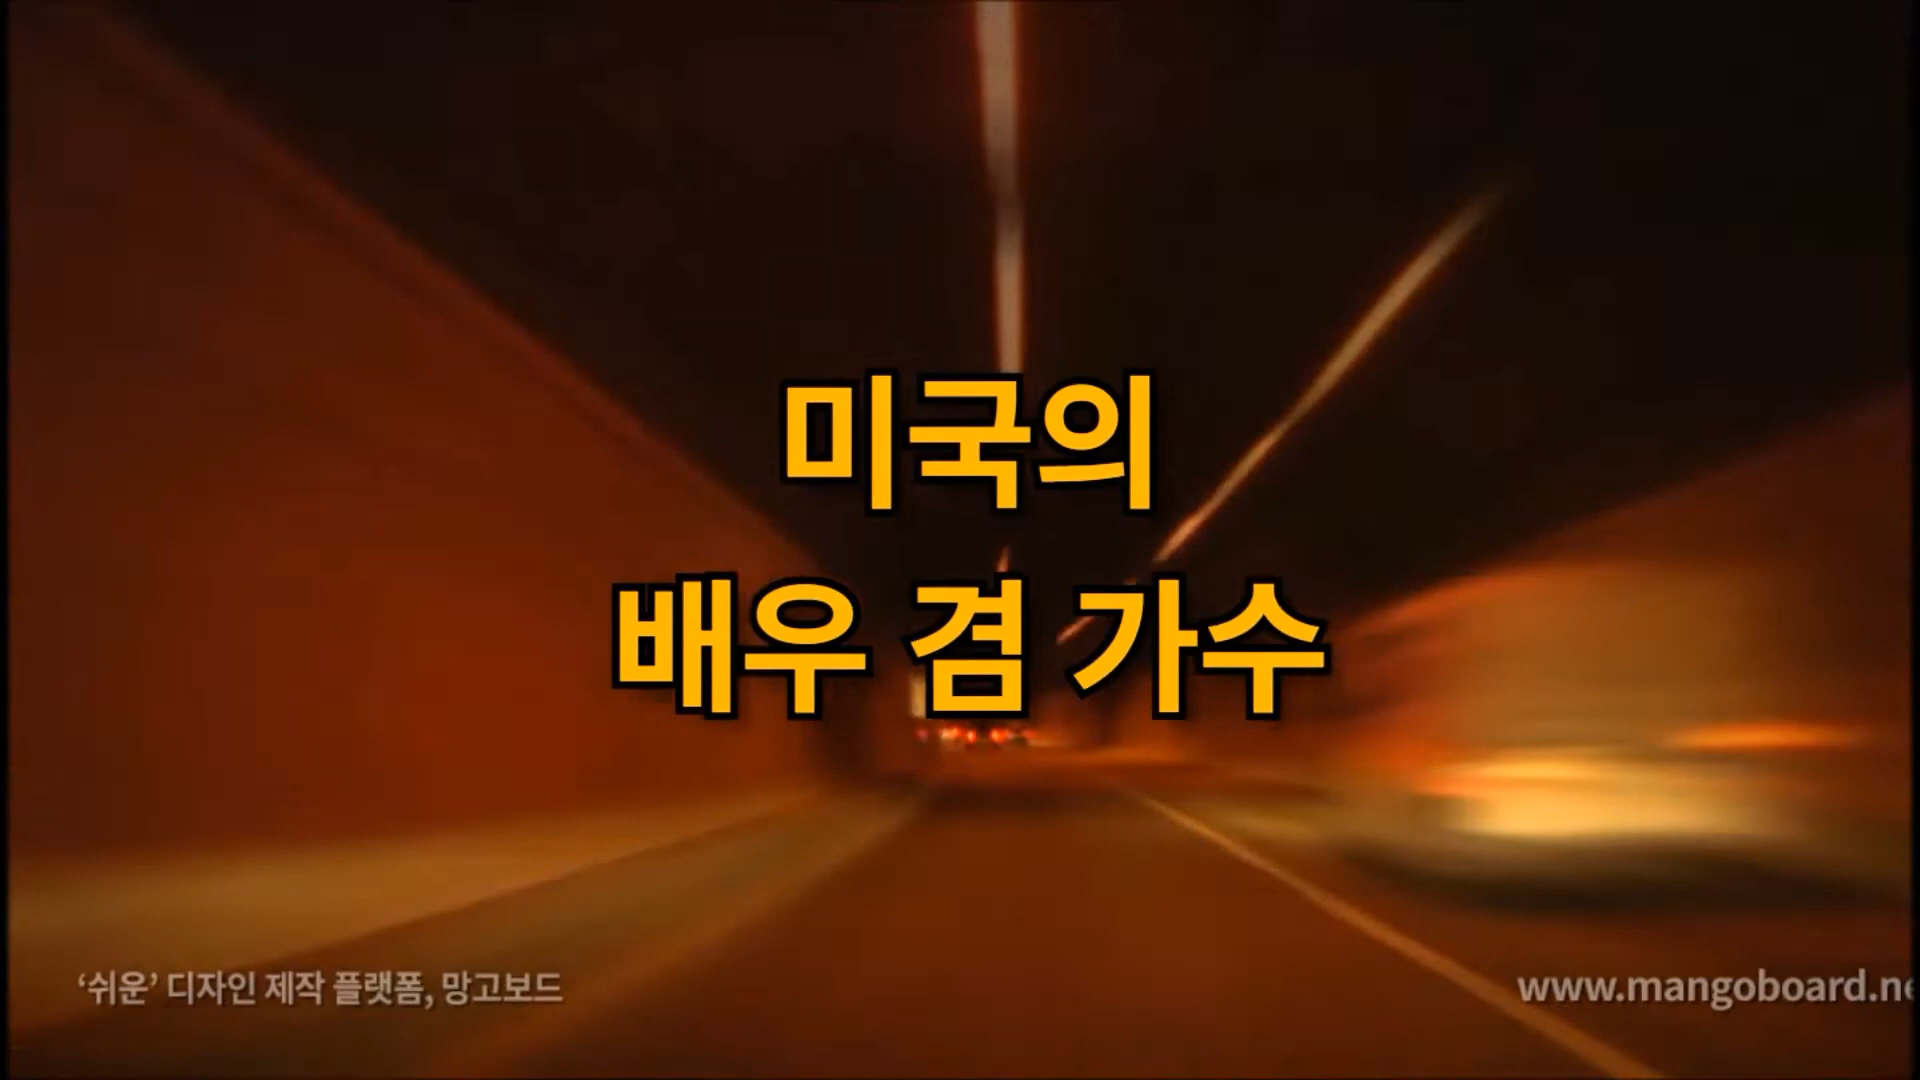 미국의
배우 겸 가수
‘쉬운’ 디자인 제작 플랫폼, 망고보드
www.mangoboard.ne